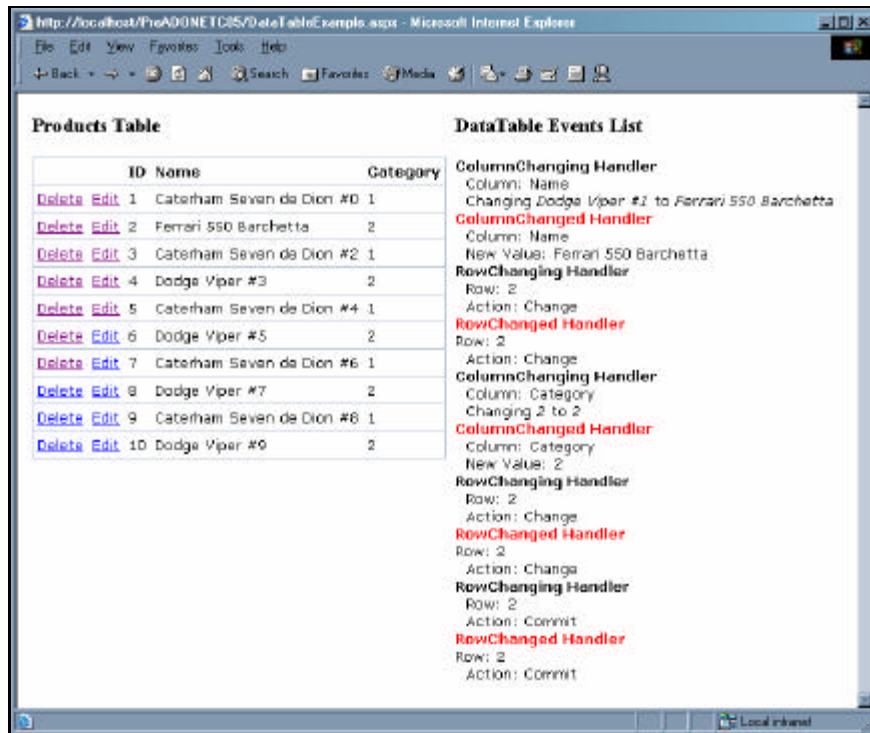 http://localhost/ProADONETC05/DataTableExample.aspx - Microsoft Internet Explorer
File Edit View Favorites Tools Help
Back Search Favorites Media
Products Table
ID Name Category
Delete Edit 1 Caterham Seven de Dion #0 1
Delete Edit 2 Ferrari 550 Barchetta 2
Delete Edit 3 Caterham Seven de Dion #2 1
Delete Edit 4 Dodge Viper #3 2
Delete Edit 5 Caterham Seven de Dion #4 1
Delete Edit 6 Dodge Viper #5 2
Delete Edit 7 Caterham Seven de Dion #6 1
Delete Edit 8 Dodge Viper #7 2
Delete Edit 9 Caterham Seven de Dion #8 1
Delete Edit 10 Dodge Viper #9 2
DataTable Events List
ColumnChanging Handler
Column: Name
Changing Dodge Viper #1 to Ferrari 550 Barchetta
ColumnChanged Handler
Column: Name
New Value: Ferrari 550 Barchetta
RowChanging Handler
Row: 2
Action: Change
RowChanged Handler
Row: 2
Action: Change
ColumnChanging Handler
Column: Category
Changing 2 to 2
ColumnChanged Handler
Column: Category
New Value: 2
RowChanging Handler
Row: 2
Action: Change
RowChanged Handler
Row: 2
Action: Change
RowChanging Handler
Row: 2
Action: Commit
RowChanged Handler
Row: 2
Action: Commit
Local intranet